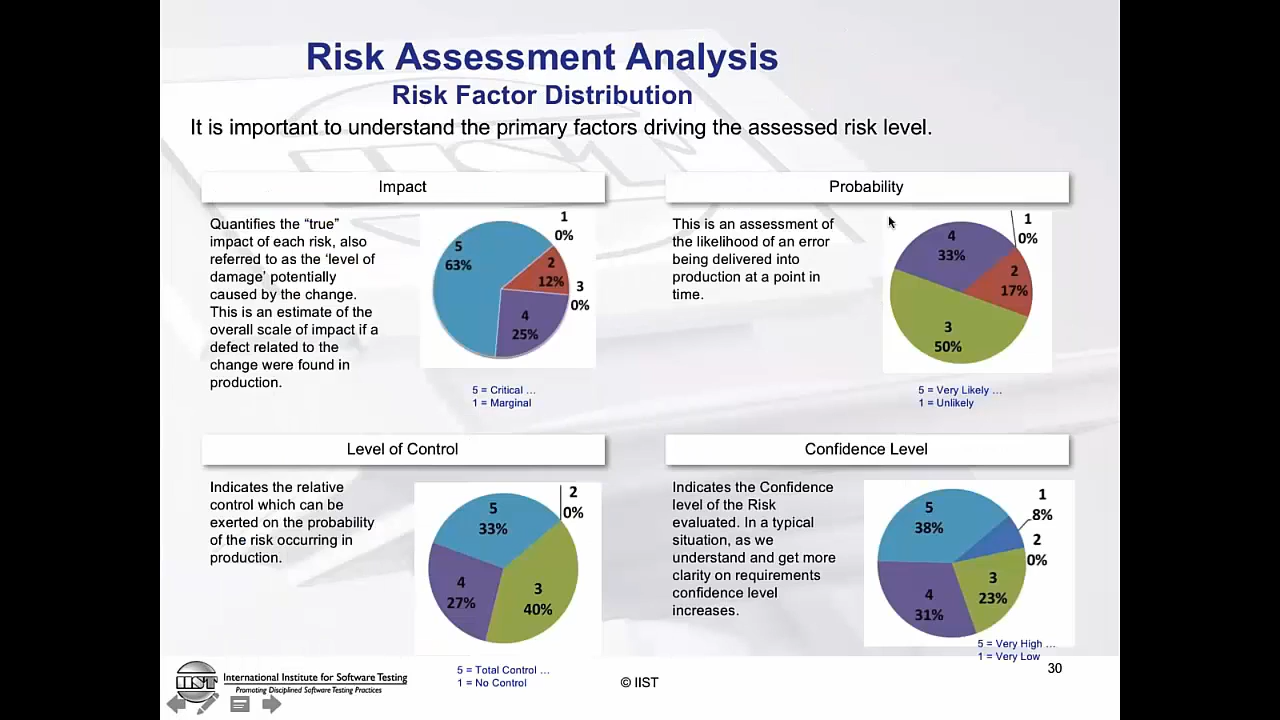 Risk Assessment Analysis
Risk Factor Distribution
It is important to understand the primary factors driving the assessed risk level.
Impact
Quantifies the “true”
impact of each risk, also
referred to as the ‘level of
damage’ potentially
caused by the change.
This is an estimate of the
overall scale of impact if a
defect related to the
change were found in
production.
1
0%
5
63%
2
12%
3
0%
4
25%
5 = Critical …
1 = Marginal
Probability
This is an assessment of
the likelihood of an error
being delivered into
production at a point in
time.
1
0%
4
33%
2
17%
3
50%
5 = Very Likely …
1 = Unlikely
Level of Control
Indicates the relative
control which can be
exerted on the probability
of the risk occurring in
production.
2
0%
5
33%
4
27%
3
40%
5 = Total Control …
1 = No Control
Confidence Level
Indicates the Confidence
level of the Risk
evaluated. In a typical
situation, as we
understand and get more
clarity on requirements
confidence level
increases.
1
8%
5
38%
2
0%
3
23%
4
31%
5 = Very High …
1 = Very Low
IIST
International Institute for Software Testing
Promoting Disciplined Software Testing Practices
© IIST
30